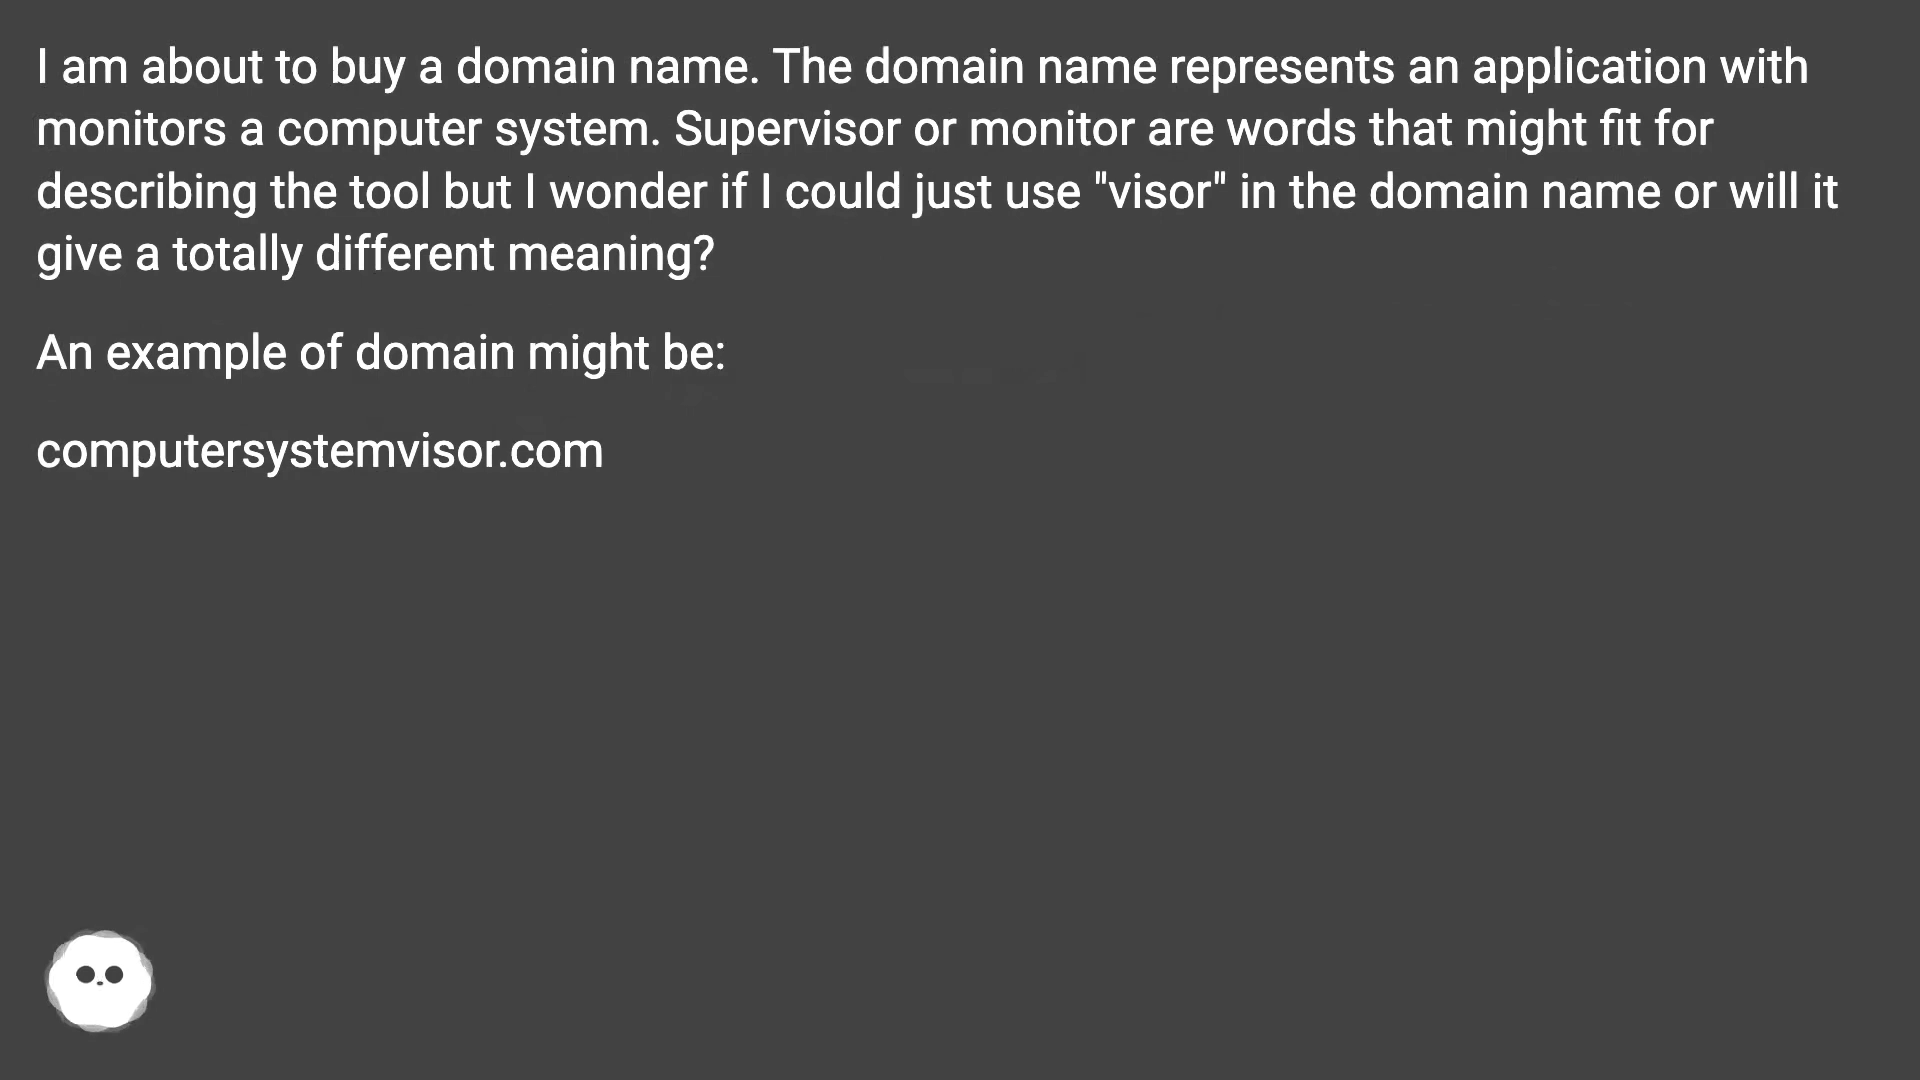 I am about to buy a domain name. The domain name represents an application with
monitors a computer system. Supervisor or monitor are words that might fit for
describing the tool but I wonder if I could just use "visor" in the domain name or will it
give a totally different meaning?
An example of domain might be:
computersystemvisor.com